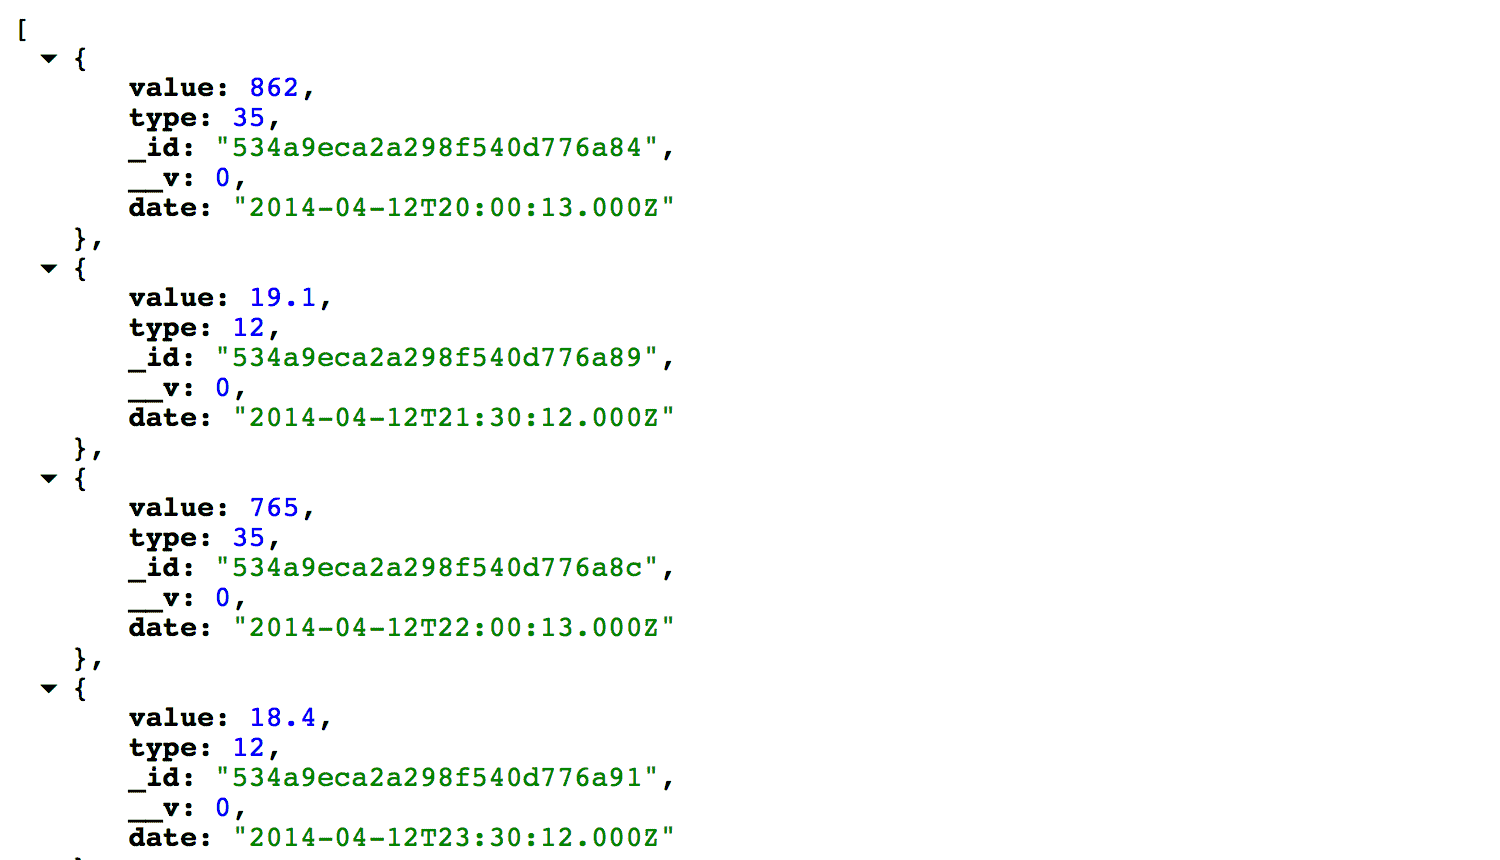 [
{
value: 862,
type: 35,
_id: "534a9eca2a298f540d776a84",
__v: 0,
date: "2014-04-12T20:00:13.000Z"
},
{
value: 19.1,
type: 12,
_id: "534a9eca2a298f540d776a89",
__v: 0,
date: "2014-04-12T21:30:12.000Z"
},
{
value: 765,
type: 35,
_id: "534a9eca2a298f540d776a8c",
__v: 0,
date: "2014-04-12T22:00:13.000Z"
},
{
value: 18.4,
type: 12,
_id: "534a9eca2a298f540d776a91",
__v: 0,
date: "2014-04-12T23:30:12.000Z"